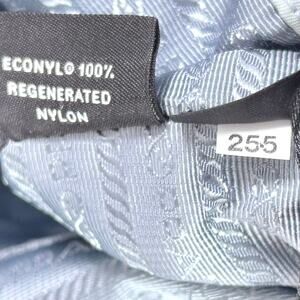 ECONYL® 100%
REGENERATED
NYLON
255